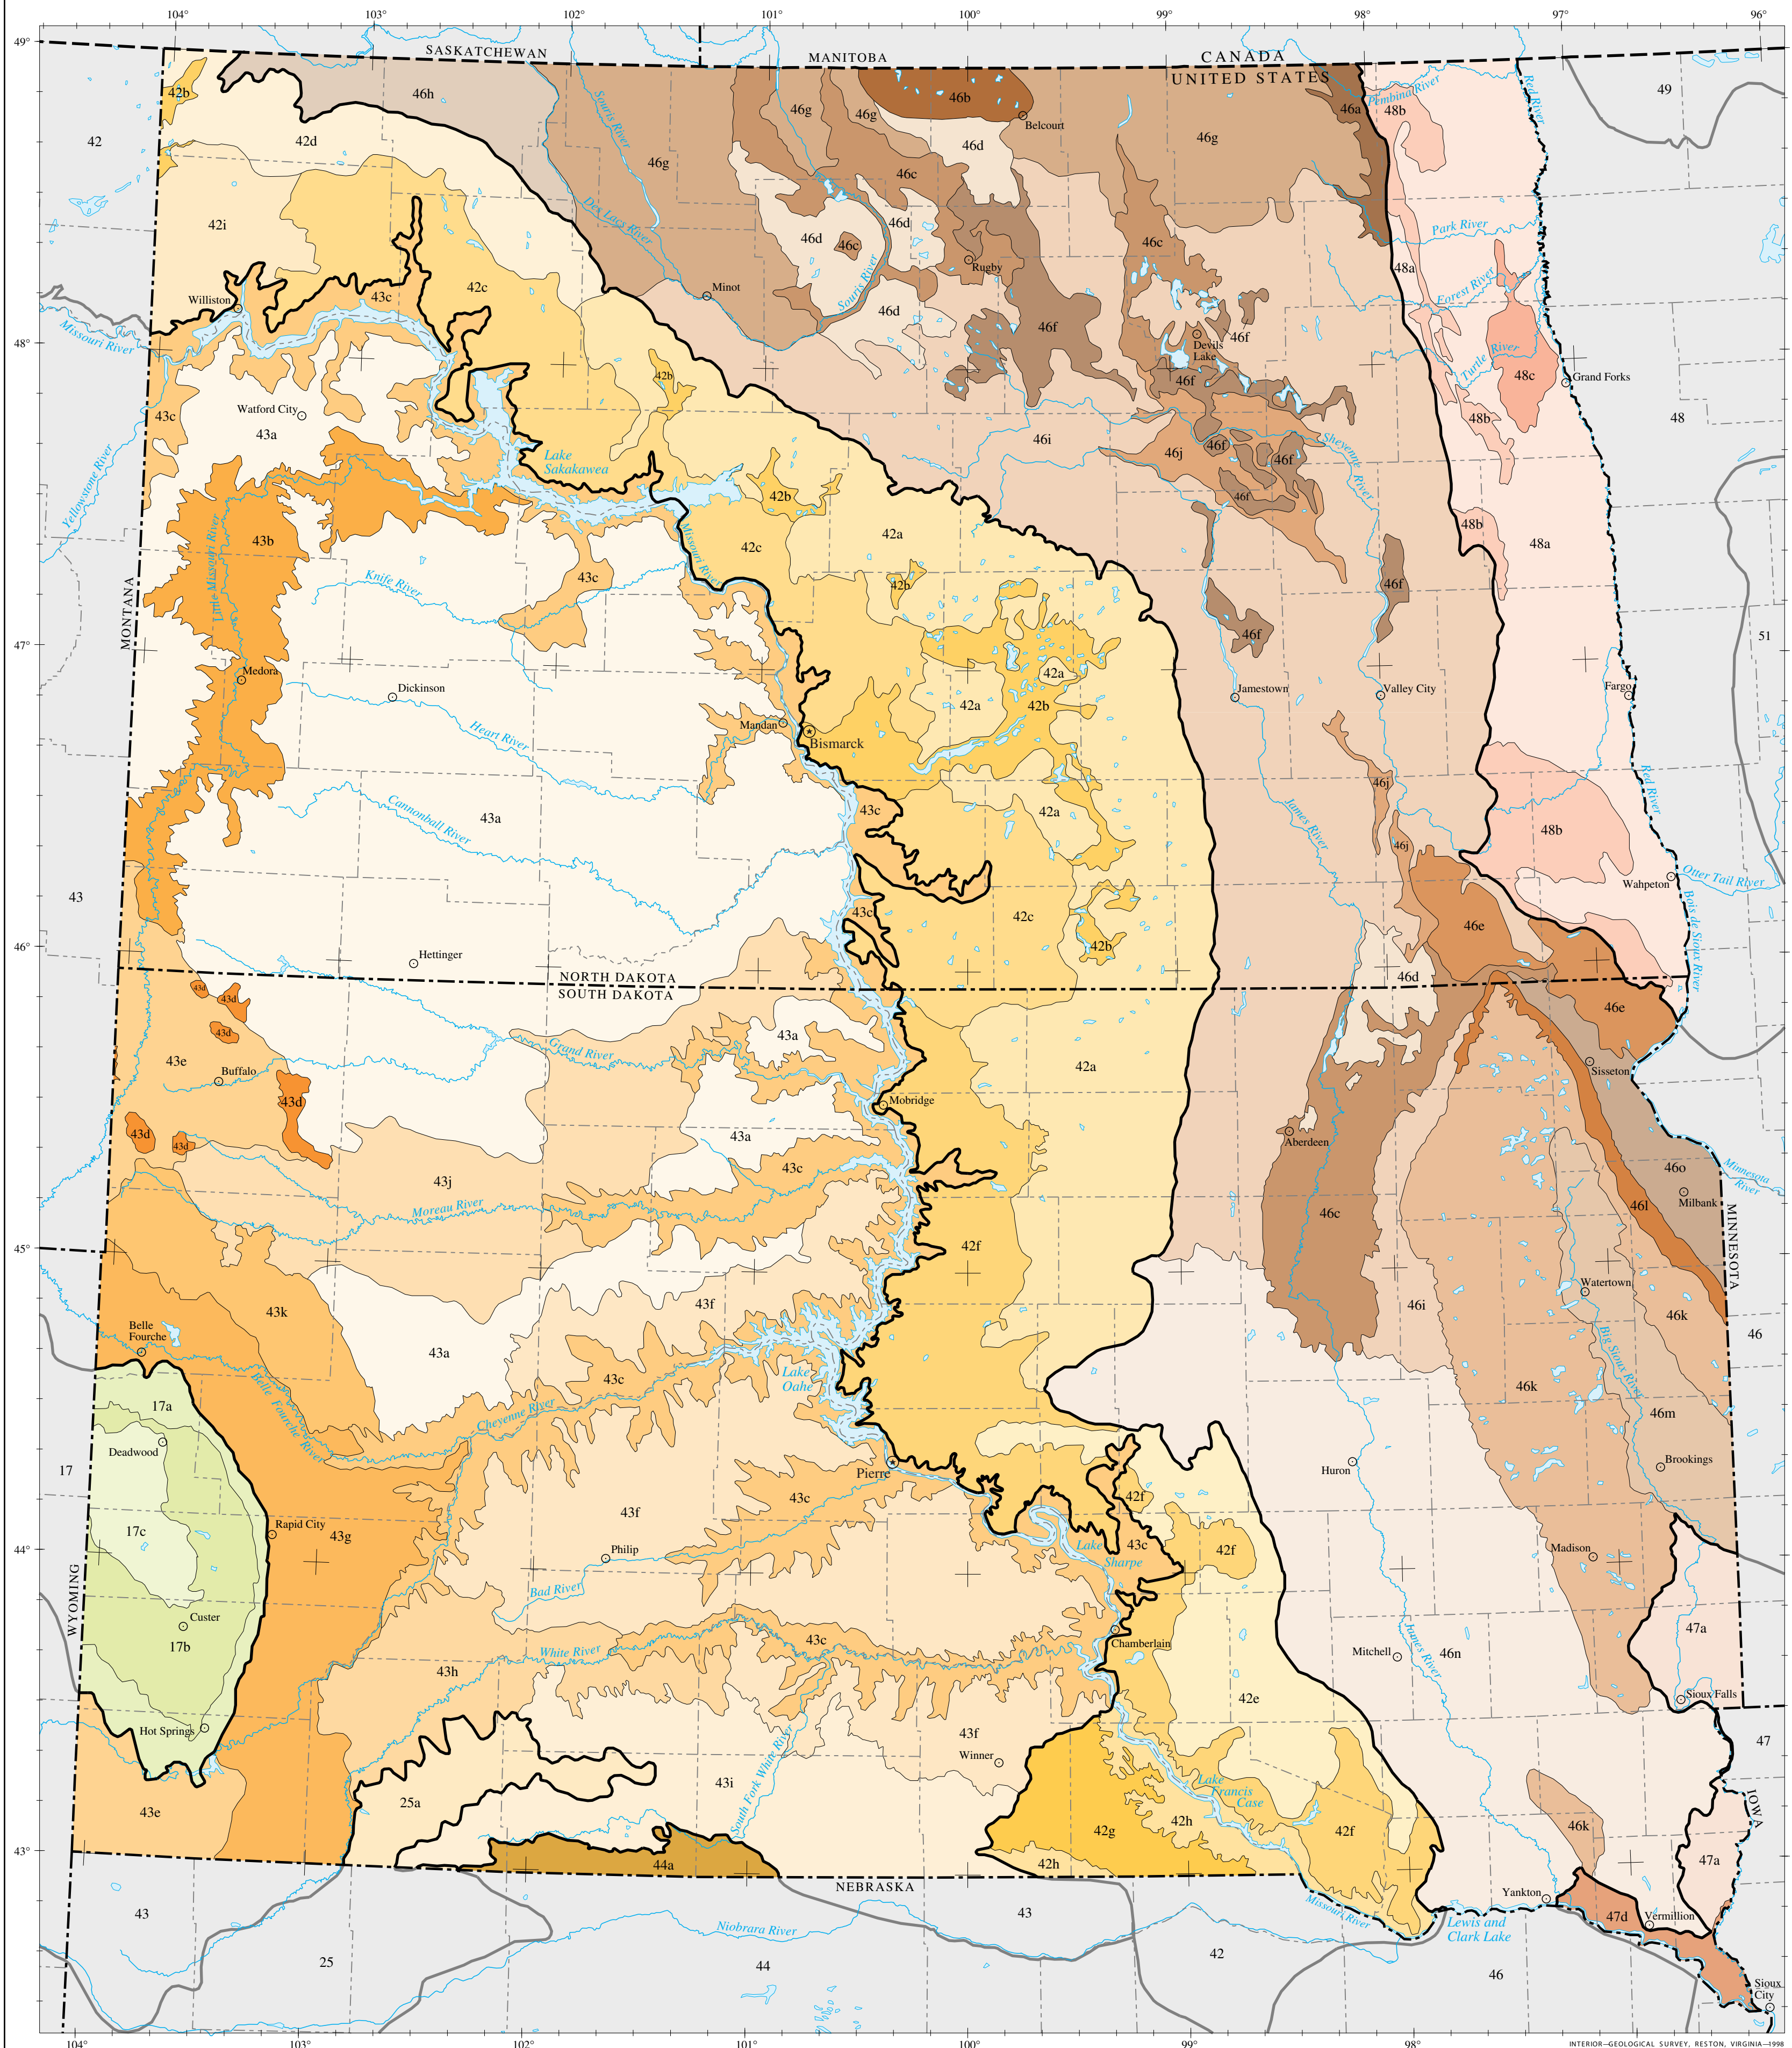 104°
103°
102°
101°
100°
99°
98°
97°
96°
49°
SASKATCHEWAN
MANITOBA
CANADA
UNITED STATES
42
42b
46h
42d
46g
Souris River
46g
46g
46b
Belcourt
46g
46a
Pembina River
48b
Red River
49
46d
46g
46c
42i
Des Lacs River
46d
46c
46d
Souris River
Rugby
46c
48a
Park River
Forest River
42c
43c
Williston
Minot
46d
46f
46f
Devils
Lake
46f
48°
Missouri River
Turtle River
48c
Grand Forks
48
42b
43c
Watford City
43a
48b
46i
46j
46f
46f
46f
Sheyenne
River
Lake
Sakakawea
Yellowstone River
42b
Little Missouri River
43b
Missouri River
42c
42a
48b
48a
43c
Knife River
42b
46f
46f
MONTANA
47°
51
Medora
Dickinson
42a
42a
42b
Jamestown
Valley City
Fargo
Heart River
Mandan
Bismarck
46j
Red River
Cannonball River
43a
43c
42a
James River
46j
48b
Wahpeton
Otter Tail River
Bois de Sioux River
43
43c
42c
42b
46e
46°
Hettinger
NORTH DAKOTA
SOUTH DAKOTA
46d
46e
43d
43d
43d
43e
Buffalo
43a
Grand River
42a
Sisseton
43d
Mobridge
43d
43d
43a
43c
Aberdeen
46o
Minnesota
River
43j
Moreau River
46c
46l
Milbank
MINNESOTA
45°
42f
43k
43f
46i
Watertown
46k
46
Belle
Fourche
43a
Big Sioux River
Lake
Oahe
43c
46k
46m
Belle
Fourche River
Cheyenne River
17a
Deadwood
17
Pierre
Huron
Brookings
43c
42f
43f
17c
Rapid City
43g
44°
Philip
Bad River
Lake
Sharpe
43c
42f
Madison
WYOMING
Custer
17b
43c
White River
43h
Chamberlain
James River
Mitchell
46n
47a
42e
Sioux Falls
Hot Springs
43f
Winner
47
South Fork White River
43i
25a
43e
Lake
Francis
Case
42g
42h
42f
46k
IOWA
43°
44a
42h
47a
NEBRASKA
Missouri River
Yankton
47d
Vermillion
43
Niobrara River
43
Lewis and
Clark Lake
25
44
42
46
Sioux
City
104°
103°
102°
101°
100°
99°
98°
INTERIOR—GEOLOGICAL SURVEY, RESTON, VIRGINIA—1998